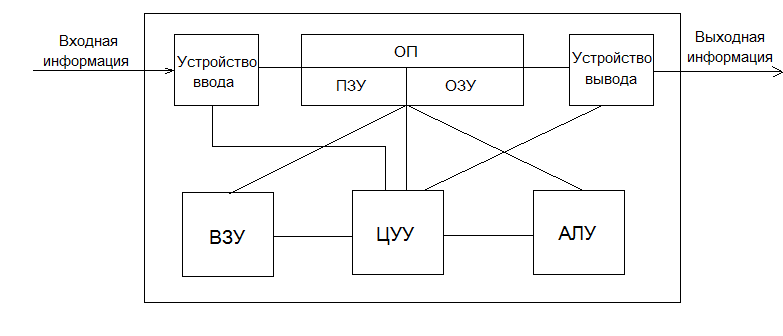 Входная
информация
Устройство
ввода
ОП
ПЗУ
ОЗУ
Устройство
вывода
Выходная
информация
ВЗУ
ЦУУ
АЛУ